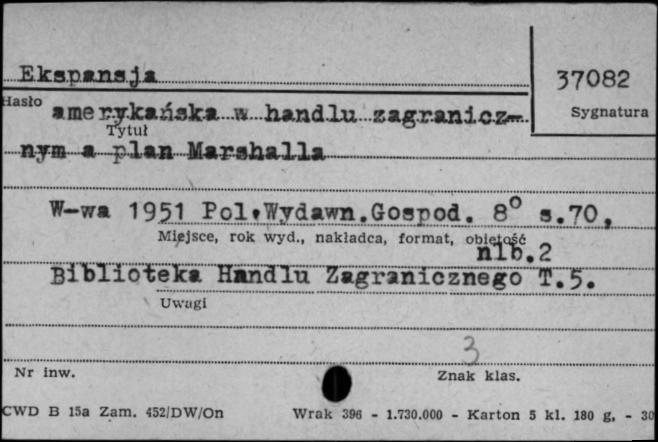 Ekspansja
37082
Hasło
amerykańska w handlu zagranicz-
Sygnatura
Tytuł
nym a plan Marshalla
W-wa 1951 Pol.Wydawn.Gospod. 8° s.70,
Miejsce, rok wyd., nakładca, format, objętość
nlb.2
Biblioteka Handlu Zagranicznego T.5.
Uwagi
3
Nr inw.
Znak klas.
CWD B 15a Zam. 452/DW/On
Wrak 396 - 1.730.000 - Karton 5 kl. 180 g. - 30